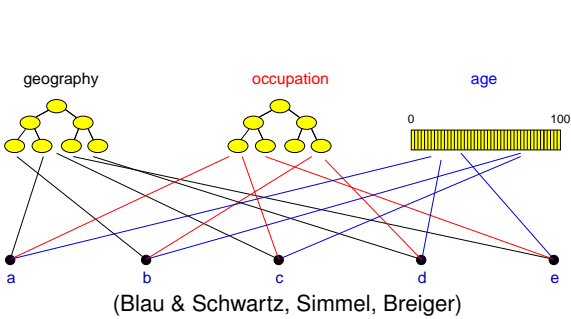 geography occupation age
0 100
a b c d e
(Blau & Schwartz, Simmel, Breiger)